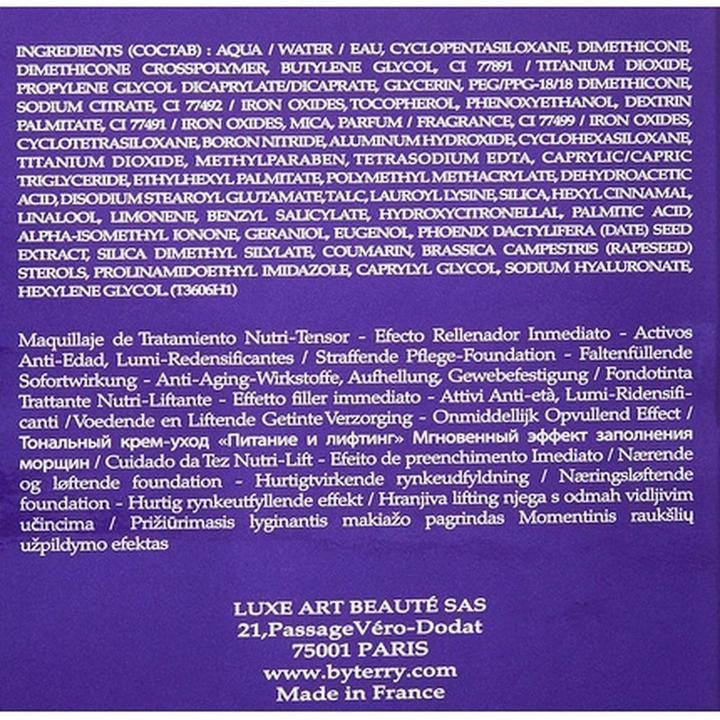 INGREDIENTS (СОСТАВ) : AQUA / WATER / EAU, CYCLOPENTASILOXANE, DIMETHICONE,
DIMETHICONE CROSSPOLYMER, BUTYLENE GLYCOL, CI 77891 / TITANIUM DIOXIDE,
PROPYLENE GLYCOL DICAPRYLATE/DICAPRATE, GLYCERIN, PEG/PPG-18/18 DIMETHICONE,
SODIUM CITRATE, CI 77492 / IRON OXIDES, TOCOPHEROL, PHENOXYETHANOL, DEXTRIN
PALMITATE, CI 77491 / IRON OXIDES, MICA, PARFUM / FRAGRANCE, CI 77499 / IRON OXIDES,
CYCLOTETRASILOXANE, BORON NITRIDE, ALUMINUM HYDROXIDE, CYCLOHEXASILOXANE,
TITANIUM DIOXIDE, METHYLPARABEN, TETRASODIUM EDTA, CAPRYLIC/CAPRIC
TRIGLYCERIDE, ETHYLHEXYL PALMITATE, POLYMETHYL METHACRYLATE, DEHYDROACETIC
ACID, DISODIUM STEAROYL GLUTAMATE, TALC, LAUROYL LYSINE, SILICA, HEXYL CINNAMAL,
LINALOOL, LIMONENE, BENZYL SALICYLATE, HYDROXYCITRONELLAL, PALMITIC ACID,
ALPHA-ISOMETHYL IONONE, GERANIOL, EUGENOL, PHOENIX DACTYLIFERA (DATE) SEED
EXTRACT, SILICA DIMETHYL SILYLATE, COUMARIN, BRASSICA CAMPESTRIS (RAPESEED)
STEROLS, PROLINAMIDOETHYL IMIDAZOLE, CAPRYLYL GLYCOL, SODIUM HYALURONATE,
HEXYLENE GLYCOL. (T3606H1)
Maquillaje de Tratamiento Nutri-Tensor - Efecto Rellenador Inmediato - Activos
Anti-Edad, Lumi-Redensificantes / Straffende Pflege-Foundation - Faltenfüllende
Sofortwirkung - Anti-Aging-Wirkstoffe, Aufhellung, Gewebefestigung / Fondotinta
Trattante Nutri-Liftante - Effetto filler immediato - Attivi Anti-età, Lumi-Ridensifi-
canti / Voedende en Liftende Getinte Verzorging - Onmiddellijk Opvullend Effect /
Тональный крем-уход «Питание и лифтинг» Мгновенный эффект заполнения
морщин / Cuidado da Tez Nutri-Lift - Efeito de preenchimento Imediato / Nærende
og løftende foundation - Hurtigtvirkende rynkeudfyldning / Næringsløftende
foundation - Hurtig rynkeutfyllende effekt / Hranjiva lifting njega s odmah vidljivim
učincima / Prižiūrimasis lyginantis makiažo pagrindas Momentinis raukšlių
užpildymo efektas
LUXE ART BEAUTÉ SAS
21,Passage Véro-Dodat
75001 PARIS
www.byterry.com
Made in France